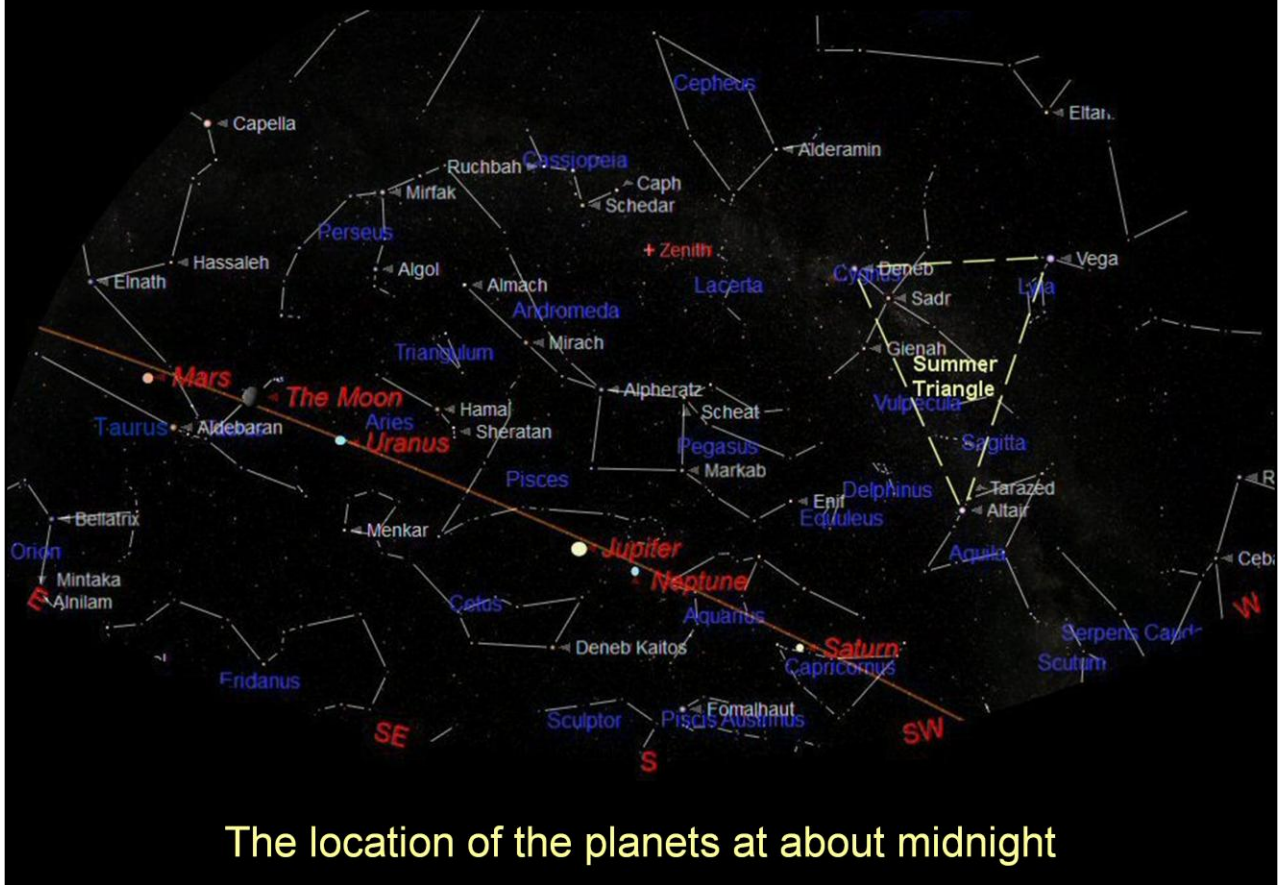 Cepheus
Capella
Eltan
Alderamin
Ruchbah
Cassiopeia
Caph
Mirfak
Schedar
Perseus
Zenith
Hassaleh
Algol
Deneb
Vega
Cygnus
Elnath
Almach
Lacerta
Lyra
Andromeda
Sadr
Mirach
Gienah
Triangulum
Summer
Triangle
Mars
The Moon
Alpheratz
Vulpecula
Hamal
Scheat
Taurus
Aldebaran
Aries
Sheratan
Uranus
Pegasus
Sagitta
Markab
Pisces
R
Delphinus
Tarazed
Enif
Altair
Equuleus
Bellatrix
Menkar
Orion
Jupiter
Aquila
Ceb
Mintaka
Neptune
E
Alnilam
Cetus
W
Aquarius
Serpens Cauda
Deneb Kaitos
Saturn
Scutum
Capricornus
Eridanus
Fomalhaut
Sculptor
Piscis Austrinus
SE
SW
S
The location of the planets at about midnight